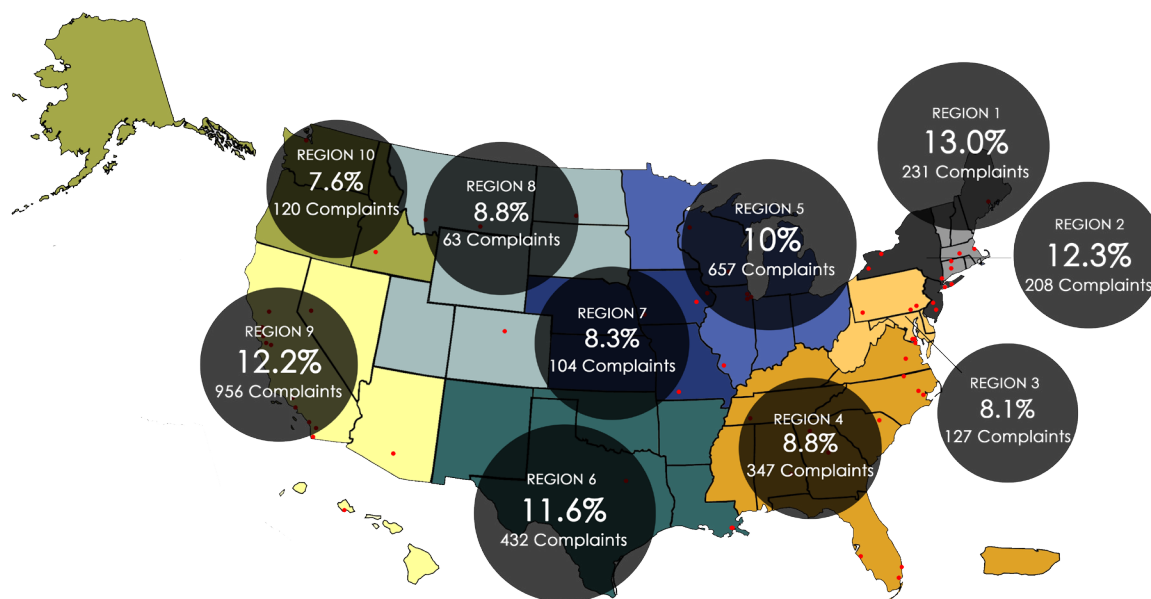 REGION 1
13.0%
231 Complaints
REGION 10
7.6%
120 Complaints
REGION 8
8.8%
63 Complaints
REGION 5
10%
657 Complaints
REGION 2
12.3%
208 Complaints
REGION 9
12.2%
956 Complaints
REGION 7
8.3%
104 Complaints
REGION 3
8.1%
127 Complaints
REGION 4
8.8%
347 Complaints
REGION 6
11.6%
432 Complaints